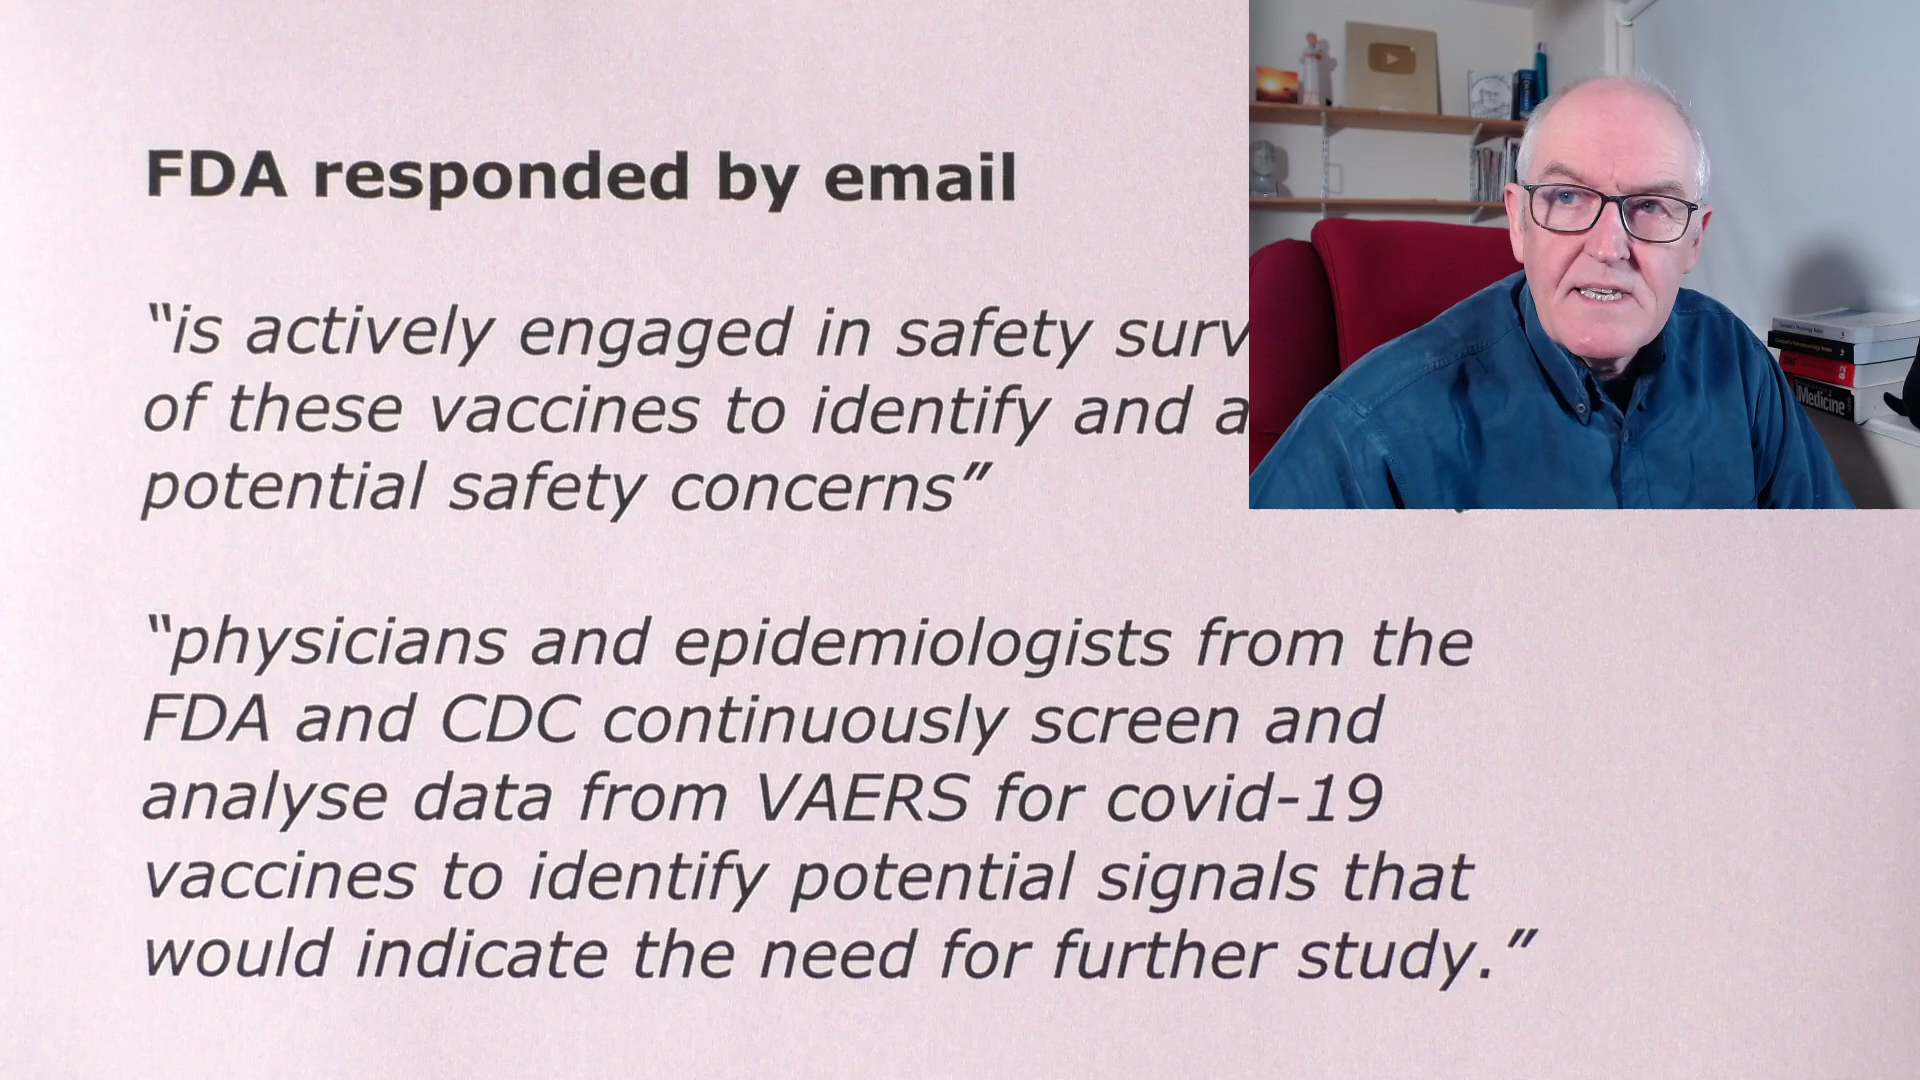 FDA responded by email
“is actively engaged in safety
of these vaccines to identify and
potential safety concerns”
“physicians and epidemiologists from the
FDA and CDC continuously screen and
analyse data from VAERS for covid-19
vaccines to identify potential signals that
would indicate the need for further study.”
Medicine